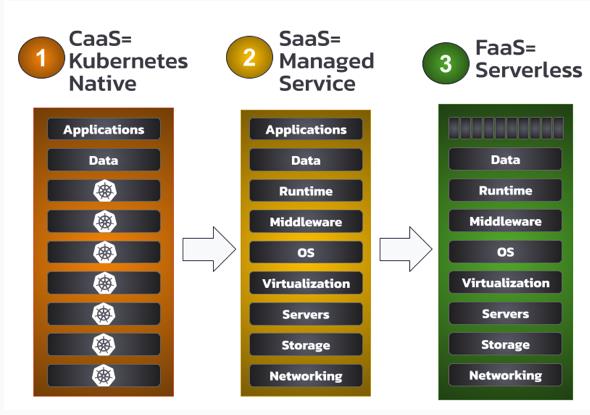 1
CaaS=
Kubernetes
Native
2
SaaS=
Managed
Service
3
FaaS=
Serverless
Applications
Data
Applications
Data
Runtime
Middleware
OS
Virtualization
Servers
Storage
Networking
Data
Runtime
Middleware
OS
Virtualization
Servers
Storage
Networking